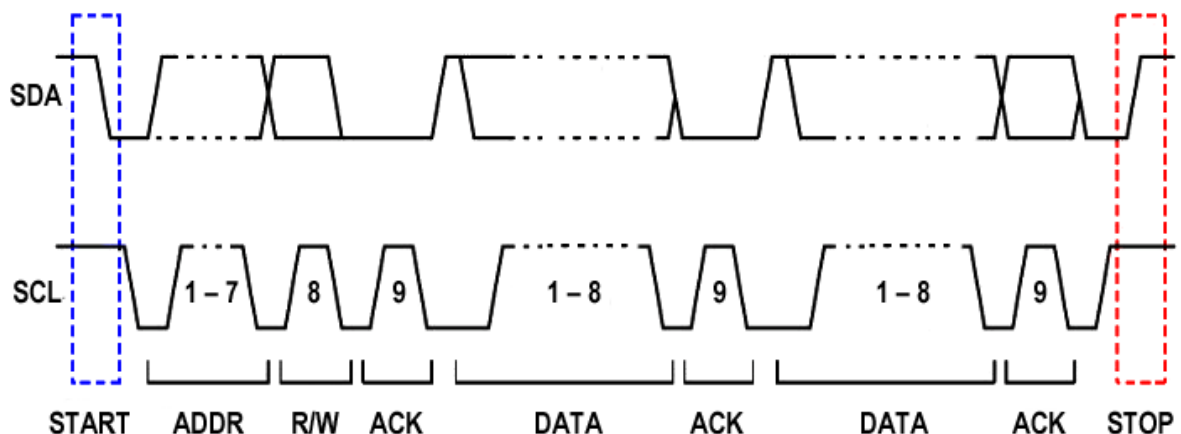 SDA
SCL 1 – 7 8 9 1 – 8 9 1 – 8 9
START ADDR R/W ACK DATA ACK DATA ACK STOP